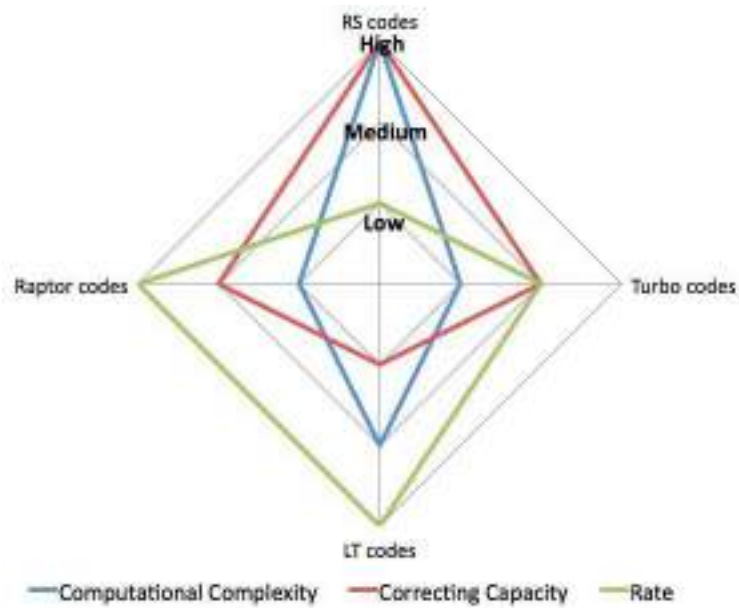 RS codes
High
Medium
Low
Raptor codes
Turbo codes
LT codes
Computational Complexity
Correcting Capacity
Rate